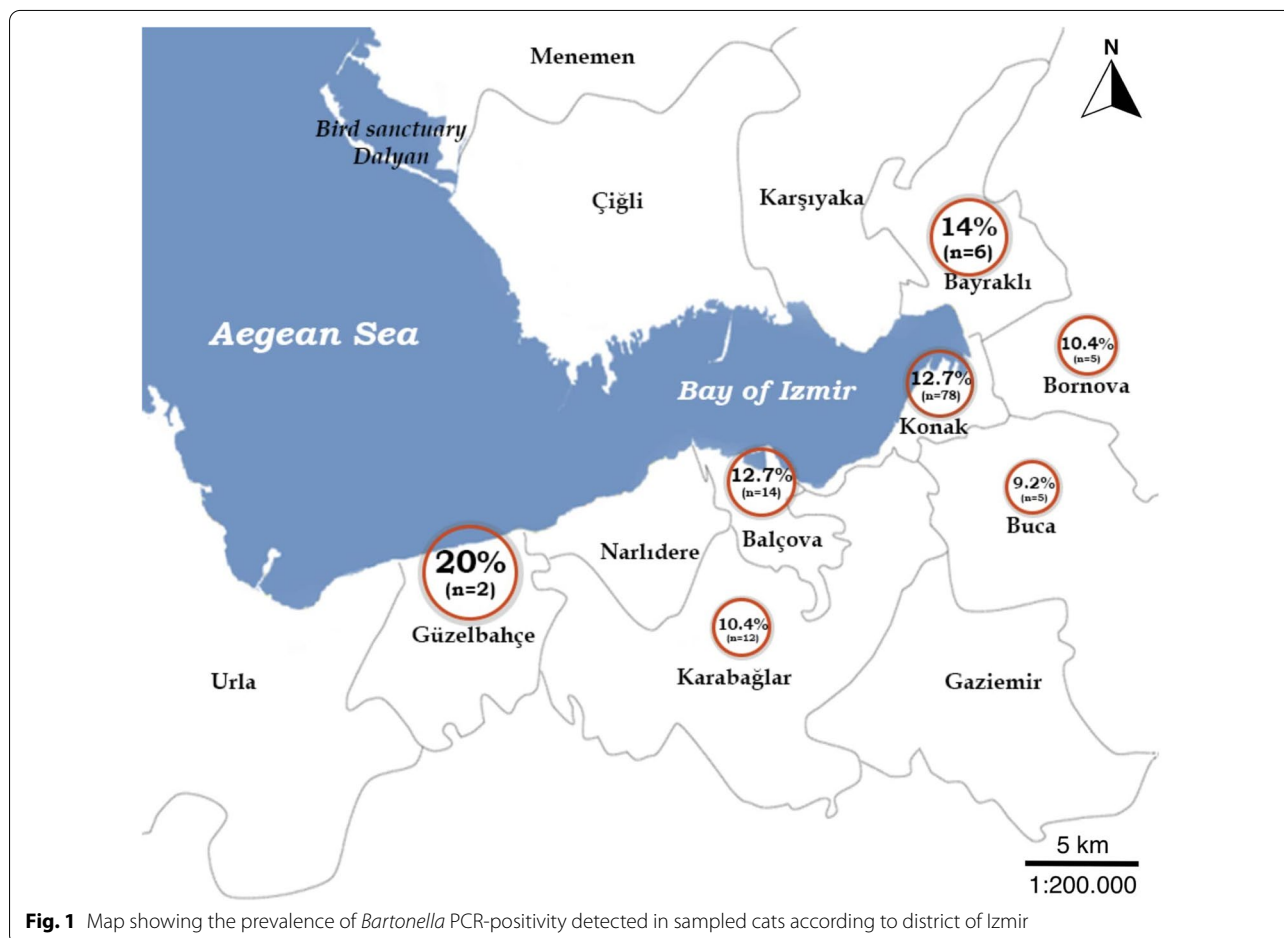 Menemen
N
Bird sanctuary
Dalyan
Çiğli
Karşıyaka
14%
(n=6)
Bayraklı
Aegean Sea
10.4%
(n=5)
Bornova
Bay of Izmir
12.7%
(n=78)
Konak
12.7%
(n=14)
Balçova
9.2%
(n=5)
Buca
Narlıdere
20%
(n=2)
Güzelbahçe
10.4%
(n=12)
Karabağlar
Urla
Gaziemir
5 km
1:200.000
Fig. 1 Map showing the prevalence of Bartonella PCR-positivity detected in sampled cats according to district of Izmir